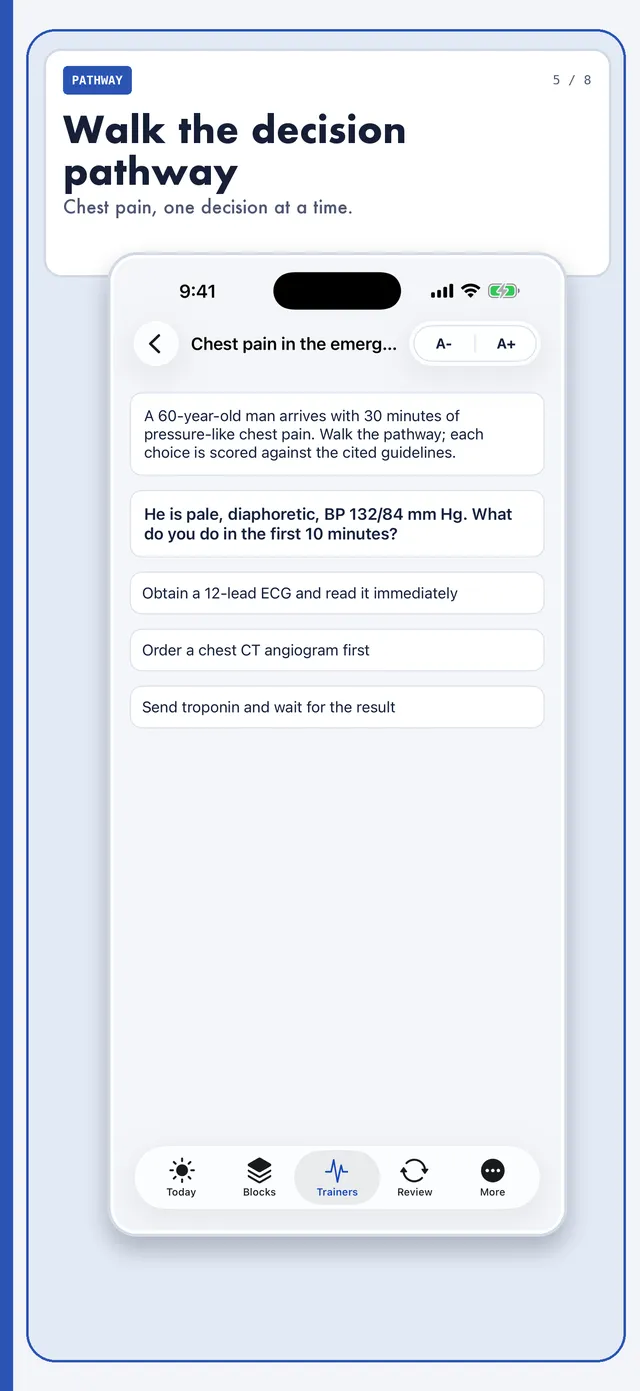 PATHWAY
5 / 8
Walk the decision
pathway
Chest pain, one decision at a time.
9:41
Chest pain in the emerg...
A-
A+
A 60-year-old man arrives with 30 minutes of
pressure-like chest pain. Walk the pathway; each
choice is scored against the cited guidelines.
He is pale, diaphoretic, BP 132/84 mm Hg. What
do you do in the first 10 minutes?
Obtain a 12-lead ECG and read it immediately
Order a chest CT angiogram first
Send troponin and wait for the result
Today
Blocks
Trainers
Review
More